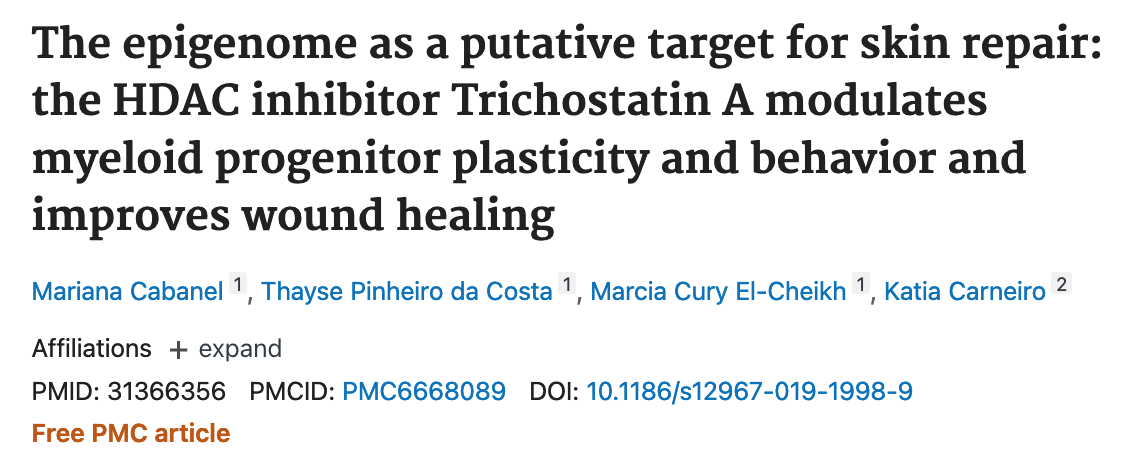 The epigenome as a putative target for skin repair:
the HDAC inhibitor Trichostatin A modulates
myeloid progenitor plasticity and behavior and
improves wound healing
Mariana Cabanel 1, Thayse Pinheiro da Costa 1, Marcia Cury El-Cheikh 1, Katia Carneiro 2
Affiliations + expand
PMID: 31366356 PMCID: PMC6668089 DOI: 10.1186/s12967-019-1998-9
Free PMC article